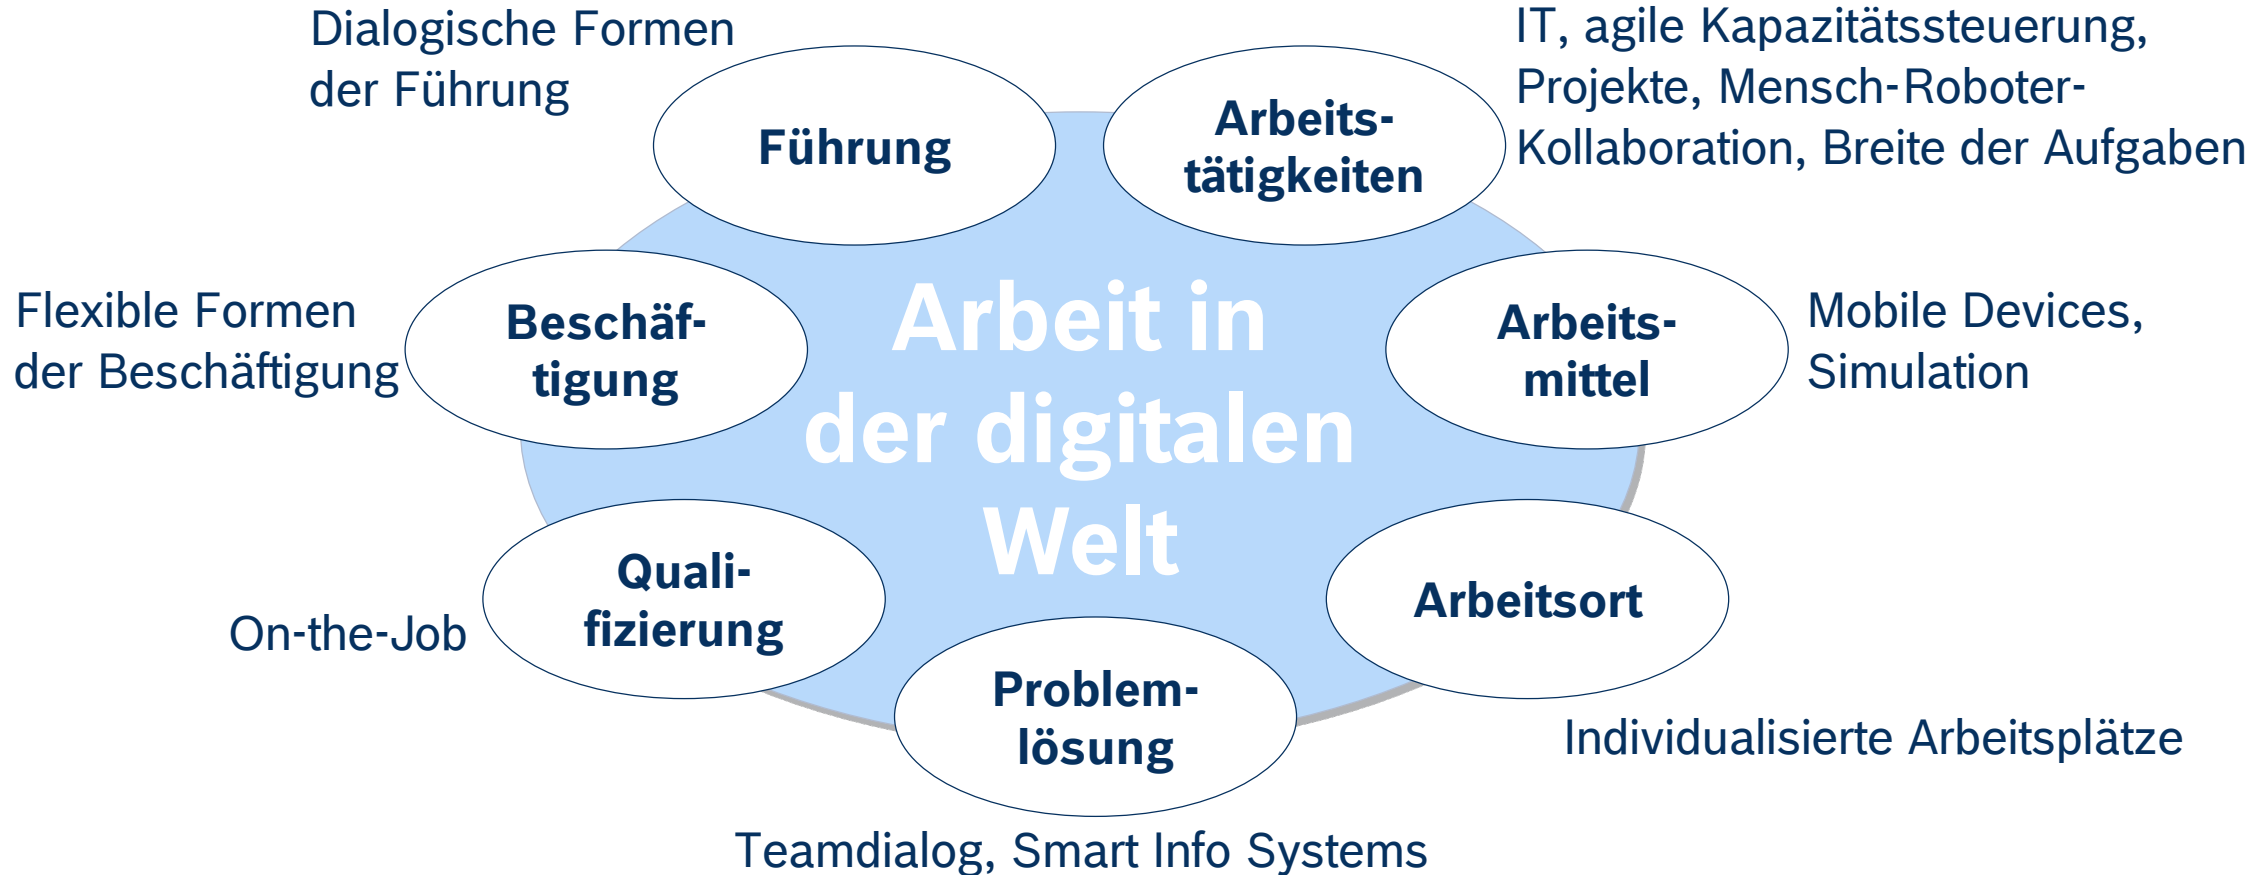 Dialogische Formen
der Führung
Führung
Arbeits-
tätigkeiten
IT, agile Kapazitätssteuerung,
Projekte, Mensch-Roboter-
Kollaboration, Breite der Aufgaben
Flexible Formen
der Beschäftigung
Beschäf-
tigung
Arbeit in
der digitalen
Welt
Arbeits-
mittel
Mobile Devices,
Simulation
On-the-Job
Quali-
fizierung
Arbeitsort
Individualisierte Arbeitsplätze
Problem-
lösung
Teamdialog, Smart Info Systems